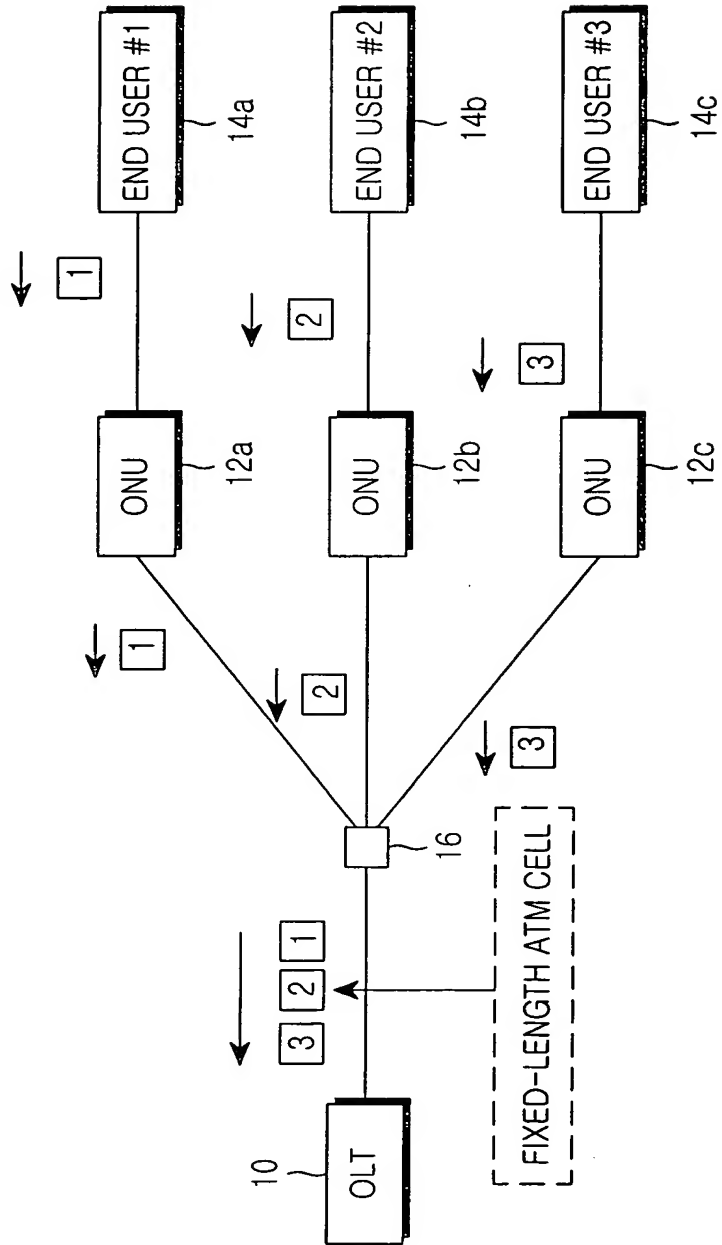 END USER #1
14a
END USER #2
14b
END USER #3
14c
1
2
3
ONU
12a
ONU
12b
ONU
12c
1
2
3
16
1
2
3
FIXED-LENGTH ATM CELL
10
OLT